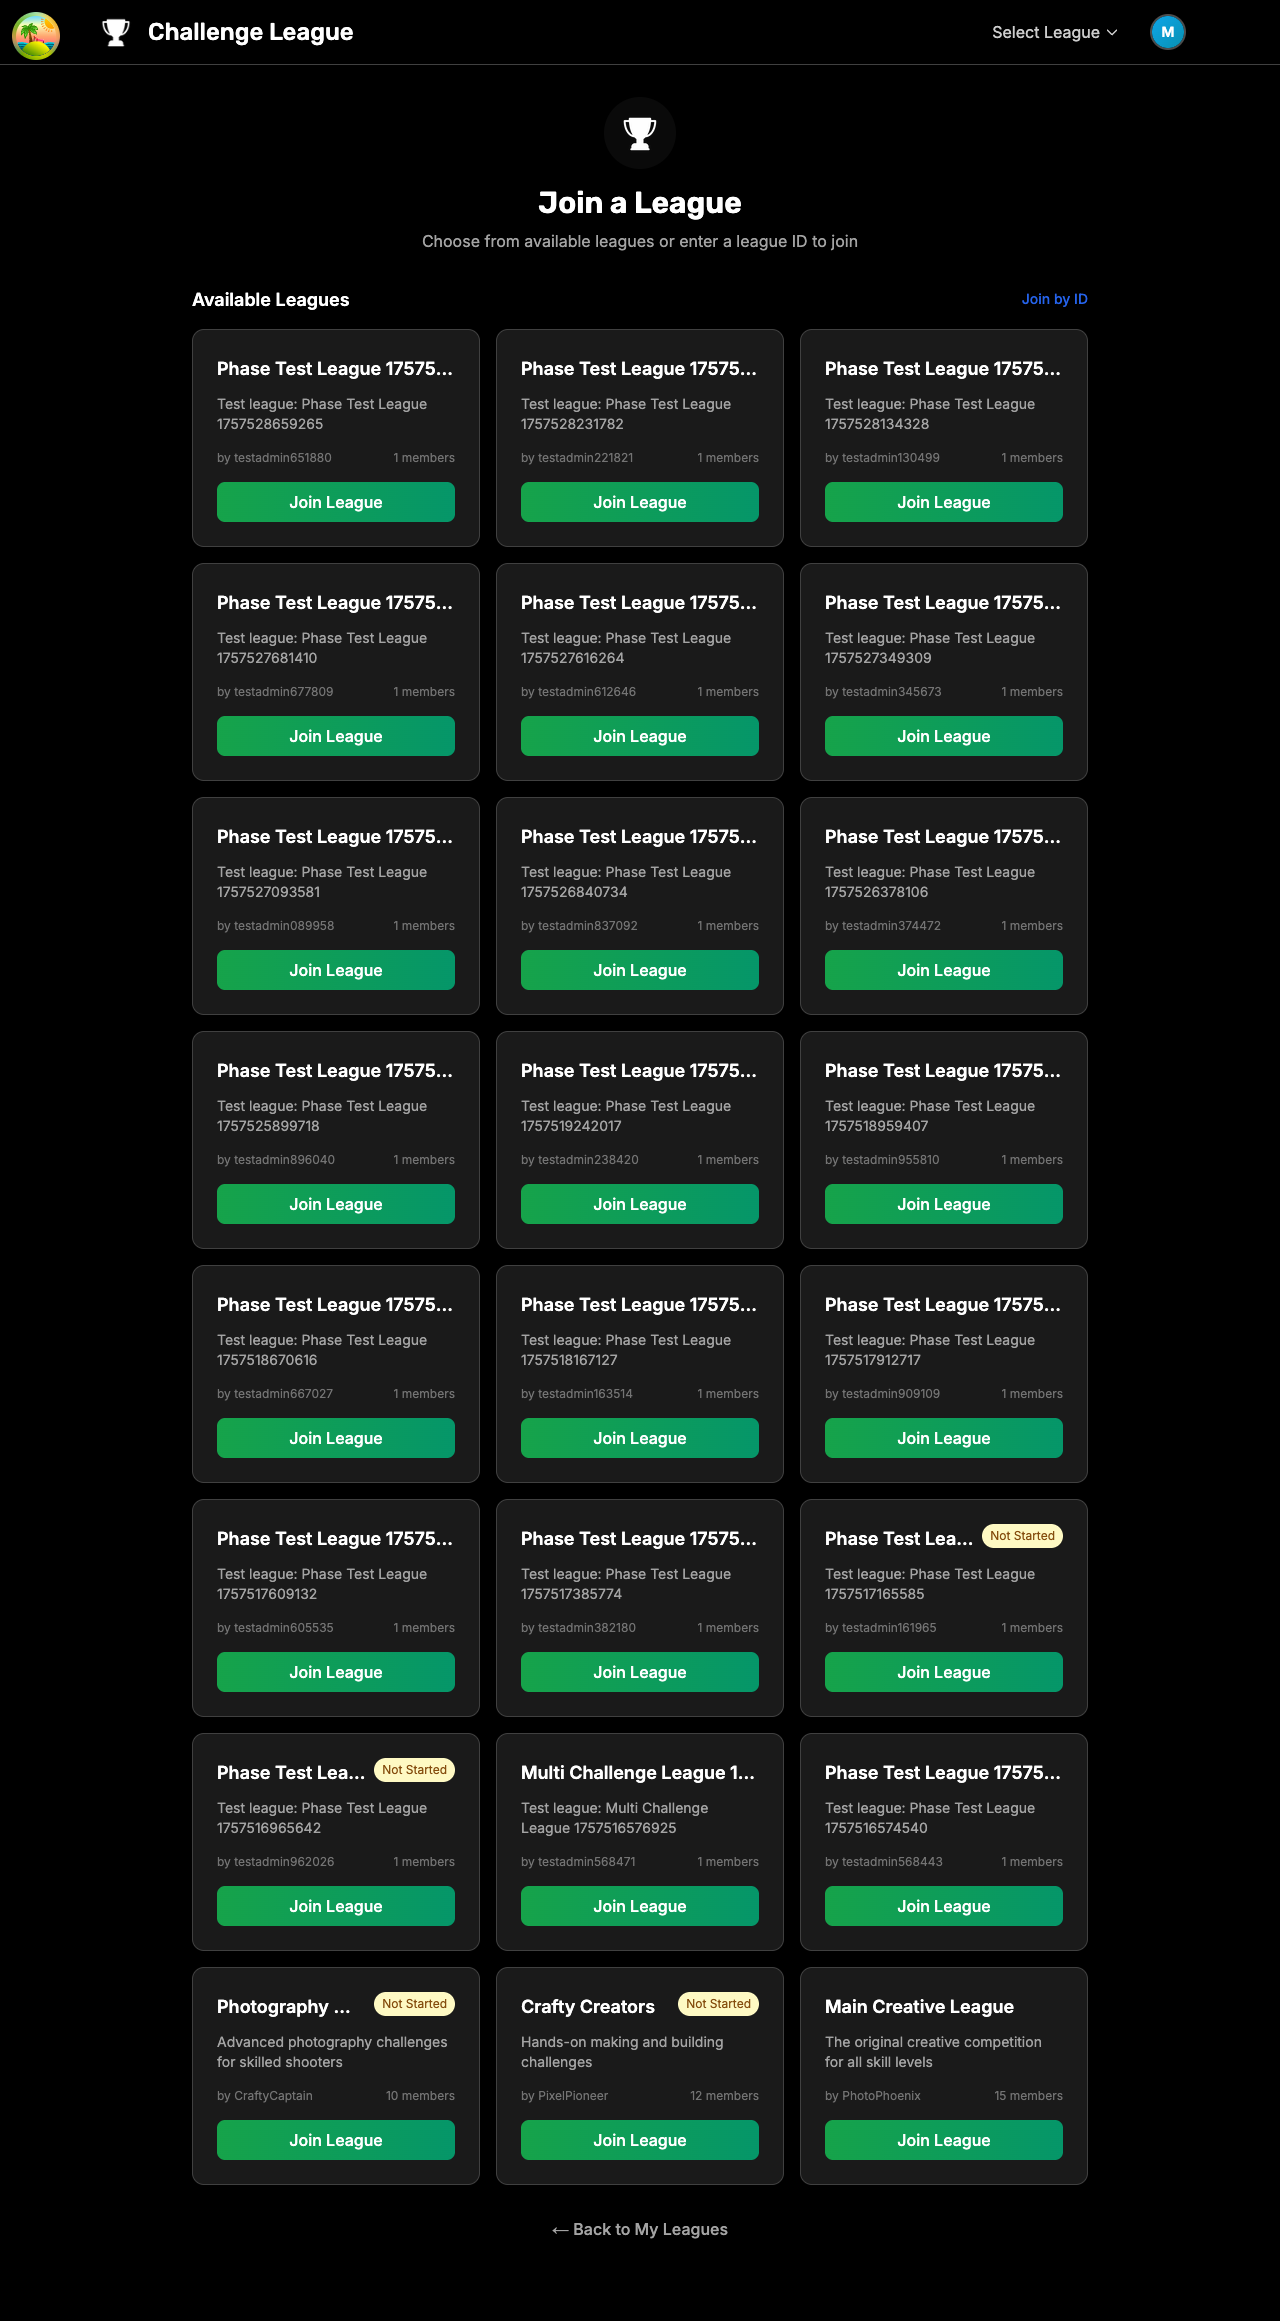 Challenge League
Select League
M
Join a League
Choose from available leagues or enter a league ID to join
Available Leagues
Join by ID
Phase Test League 17575...
Test league: Phase Test League
1757528659265
by testadmin651880
1 members
Join League
Phase Test League 17575...
Test league: Phase Test League
1757528231782
by testadmin221821
1 members
Join League
Phase Test League 17575...
Test league: Phase Test League
1757528134328
by testadmin130499
1 members
Join League
Phase Test League 17575...
Test league: Phase Test League
1757527681410
by testadmin677809
1 members
Join League
Phase Test League 17575...
Test league: Phase Test League
1757527616264
by testadmin612646
1 members
Join League
Phase Test League 17575...
Test league: Phase Test League
1757527349309
by testadmin345673
1 members
Join League
Phase Test League 17575...
Test league: Phase Test League
1757527093581
by testadmin089958
1 members
Join League
Phase Test League 17575...
Test league: Phase Test League
1757526840734
by testadmin837092
1 members
Join League
Phase Test League 17575...
Test league: Phase Test League
1757526378106
by testadmin374472
1 members
Join League
Phase Test League 17575...
Test league: Phase Test League
1757525899718
by testadmin896040
1 members
Join League
Phase Test League 17575...
Test league: Phase Test League
1757519242017
by testadmin238420
1 members
Join League
Phase Test League 17575...
Test league: Phase Test League
1757518959407
by testadmin955810
1 members
Join League
Phase Test League 17575...
Test league: Phase Test League
1757518670616
by testadmin667027
1 members
Join League
Phase Test League 17575...
Test league: Phase Test League
1757518167127
by testadmin163514
1 members
Join League
Phase Test League 17575...
Test league: Phase Test League
1757517912717
by testadmin909109
1 members
Join League
Phase Test League 17575...
Test league: Phase Test League
1757517609132
by testadmin605535
1 members
Join League
Phase Test League 17575...
Test league: Phase Test League
1757517385774
by testadmin382180
1 members
Join League
Phase Test Lea...
Not Started
Test league: Phase Test League
1757517165585
by testadmin161965
1 members
Join League
Phase Test Lea...
Not Started
Test league: Phase Test League
1757516965642
by testadmin962026
1 members
Join League
Multi Challenge League 1...
Test league: Multi Challenge
League 1757516576925
by testadmin568471
1 members
Join League
Phase Test League 17575...
Test league: Phase Test League
1757516574540
by testadmin568443
1 members
Join League
Photography ...
Not Started
Advanced photography challenges
for skilled shooters
by CraftyCaptain
10 members
Join League
Crafty Creators
Not Started
Hands-on making and building
challenges
by PixelPioneer
12 members
Join League
Main Creative League
The original creative competition
for all skill levels
by PhotoPhoenix
15 members
Join League
← Back to My Leagues